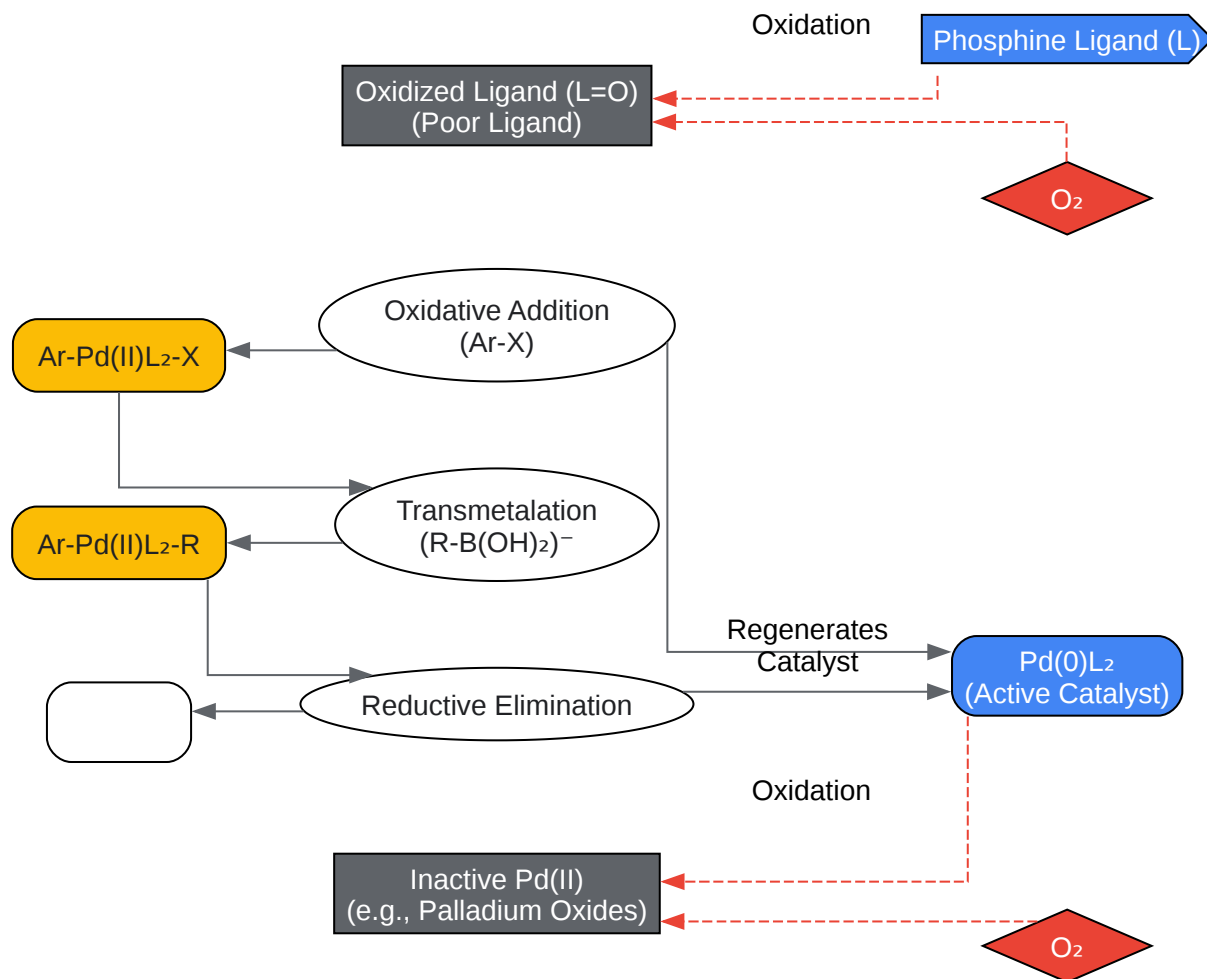 Oxidation
Phosphine Ligand (L)
Oxidized Ligand (L=O)
(Poor Ligand)
O₂
Oxidative Addition
(Ar-X)
Ar-Pd(II)L₂-X
Transmetalation
(R-B(OH)₂)⁻
Ar-Pd(II)L₂-R
Regenerates
Catalyst
Pd(0)L₂
(Active Catalyst)
Reductive Elimination
Oxidation
Inactive Pd(II)
(e.g., Palladium Oxides)
O₂